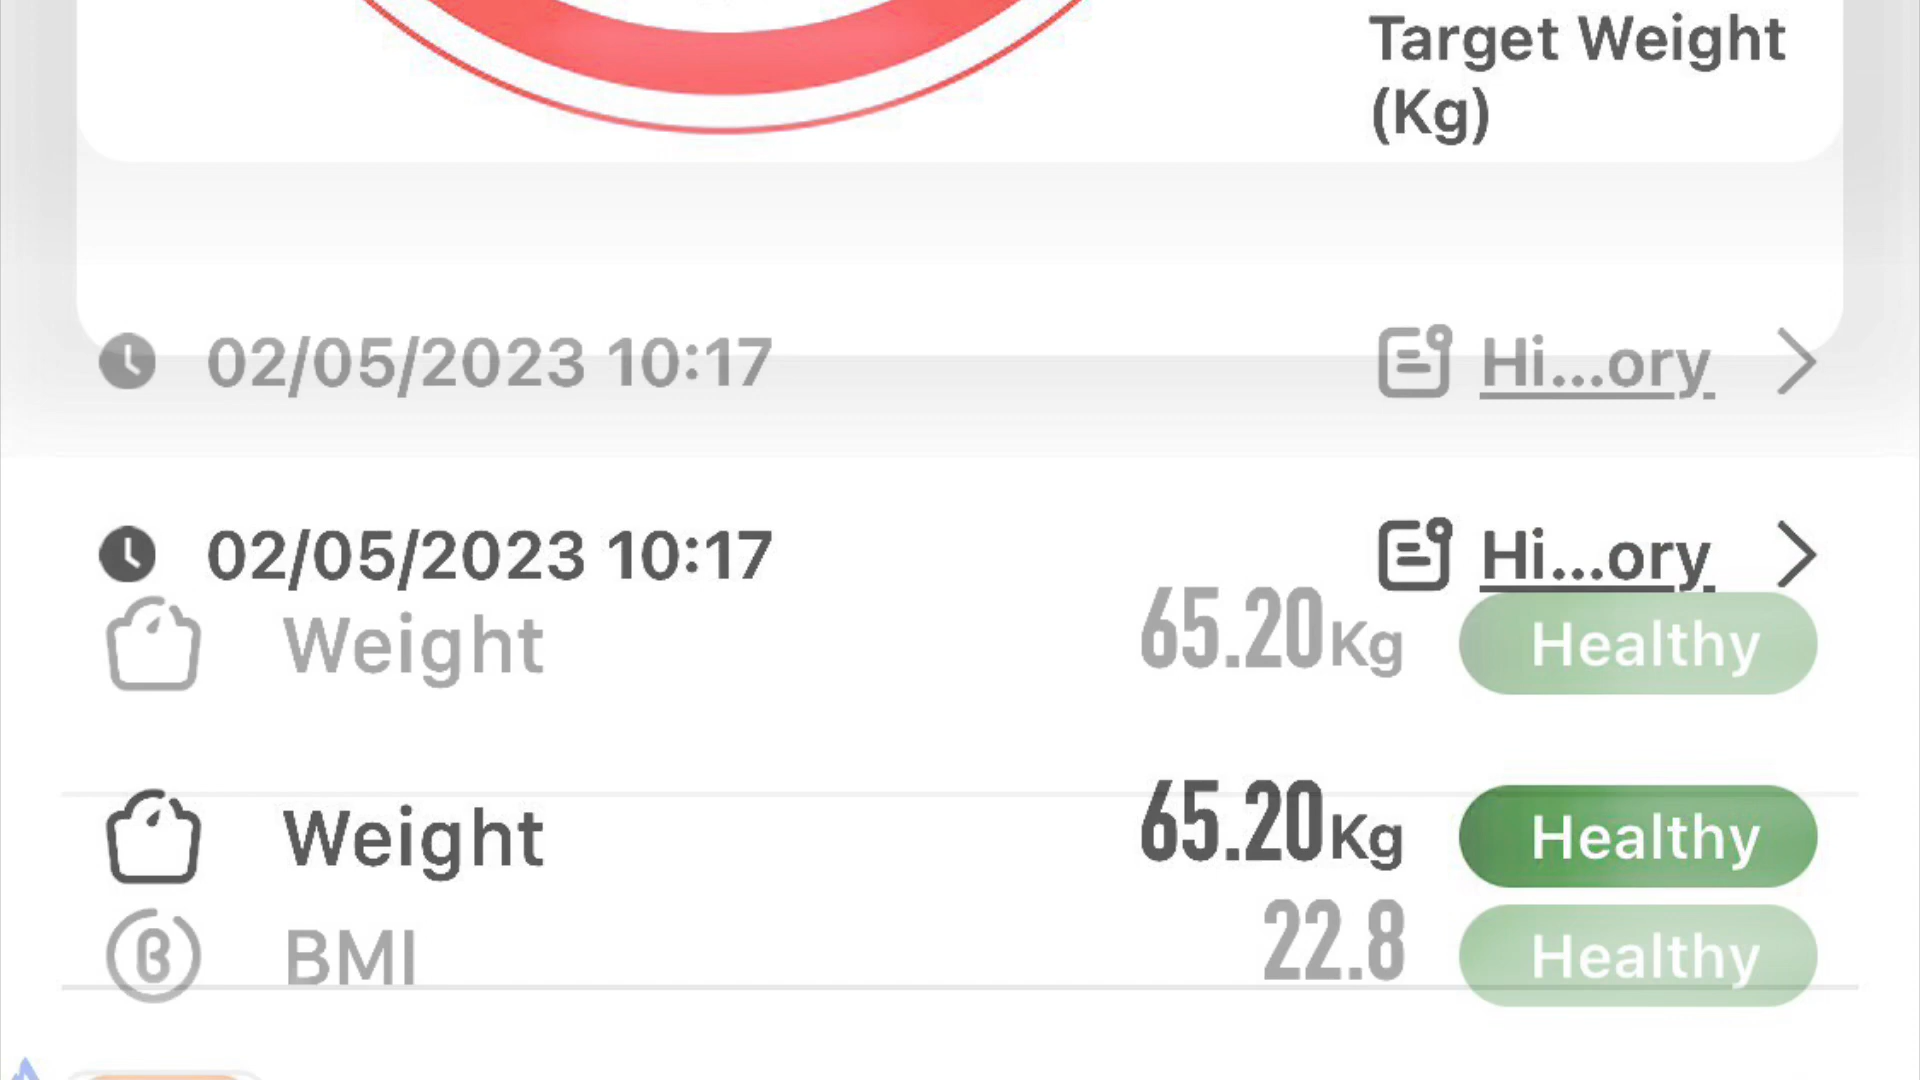 Target Weight
(Kg)
02/05/2023 10:17 Hi...ory
02/05/2023 10:17 Hi...ory
Weight 65.20Kg Healthy
Weight 65.20Kg Healthy
BMI 22.8 Healthy